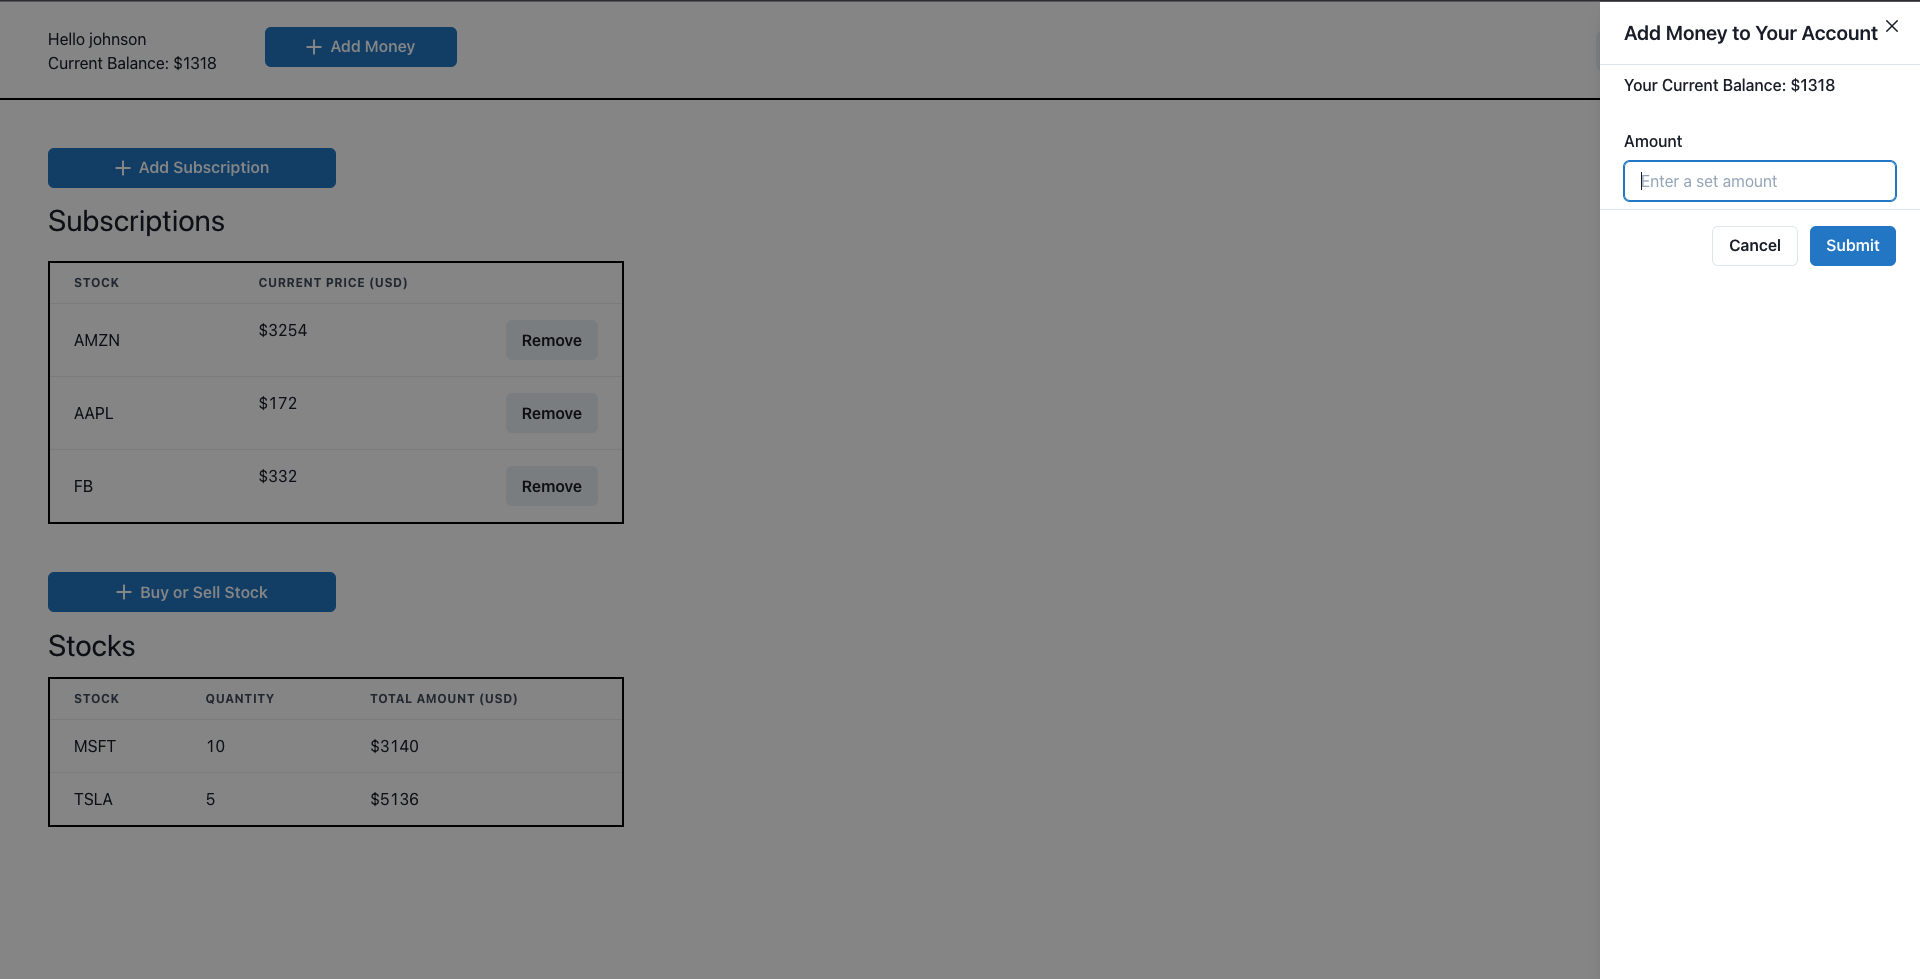 Hello johnson
Current Balance: $1318
Add Money
Add Subscription
Subscriptions
STOCK CURRENT PRICE (USD)
AMZN $3254 Remove
AAPL $172 Remove
FB $332 Remove
Buy or Sell Stock
Stocks
STOCK QUANTITY TOTAL AMOUNT (USD)
MSFT 10 $3140
TSLA 5 $5136
Add Money to Your Account
Your Current Balance: $1318
Amount
Enter a set amount
Cancel Submit